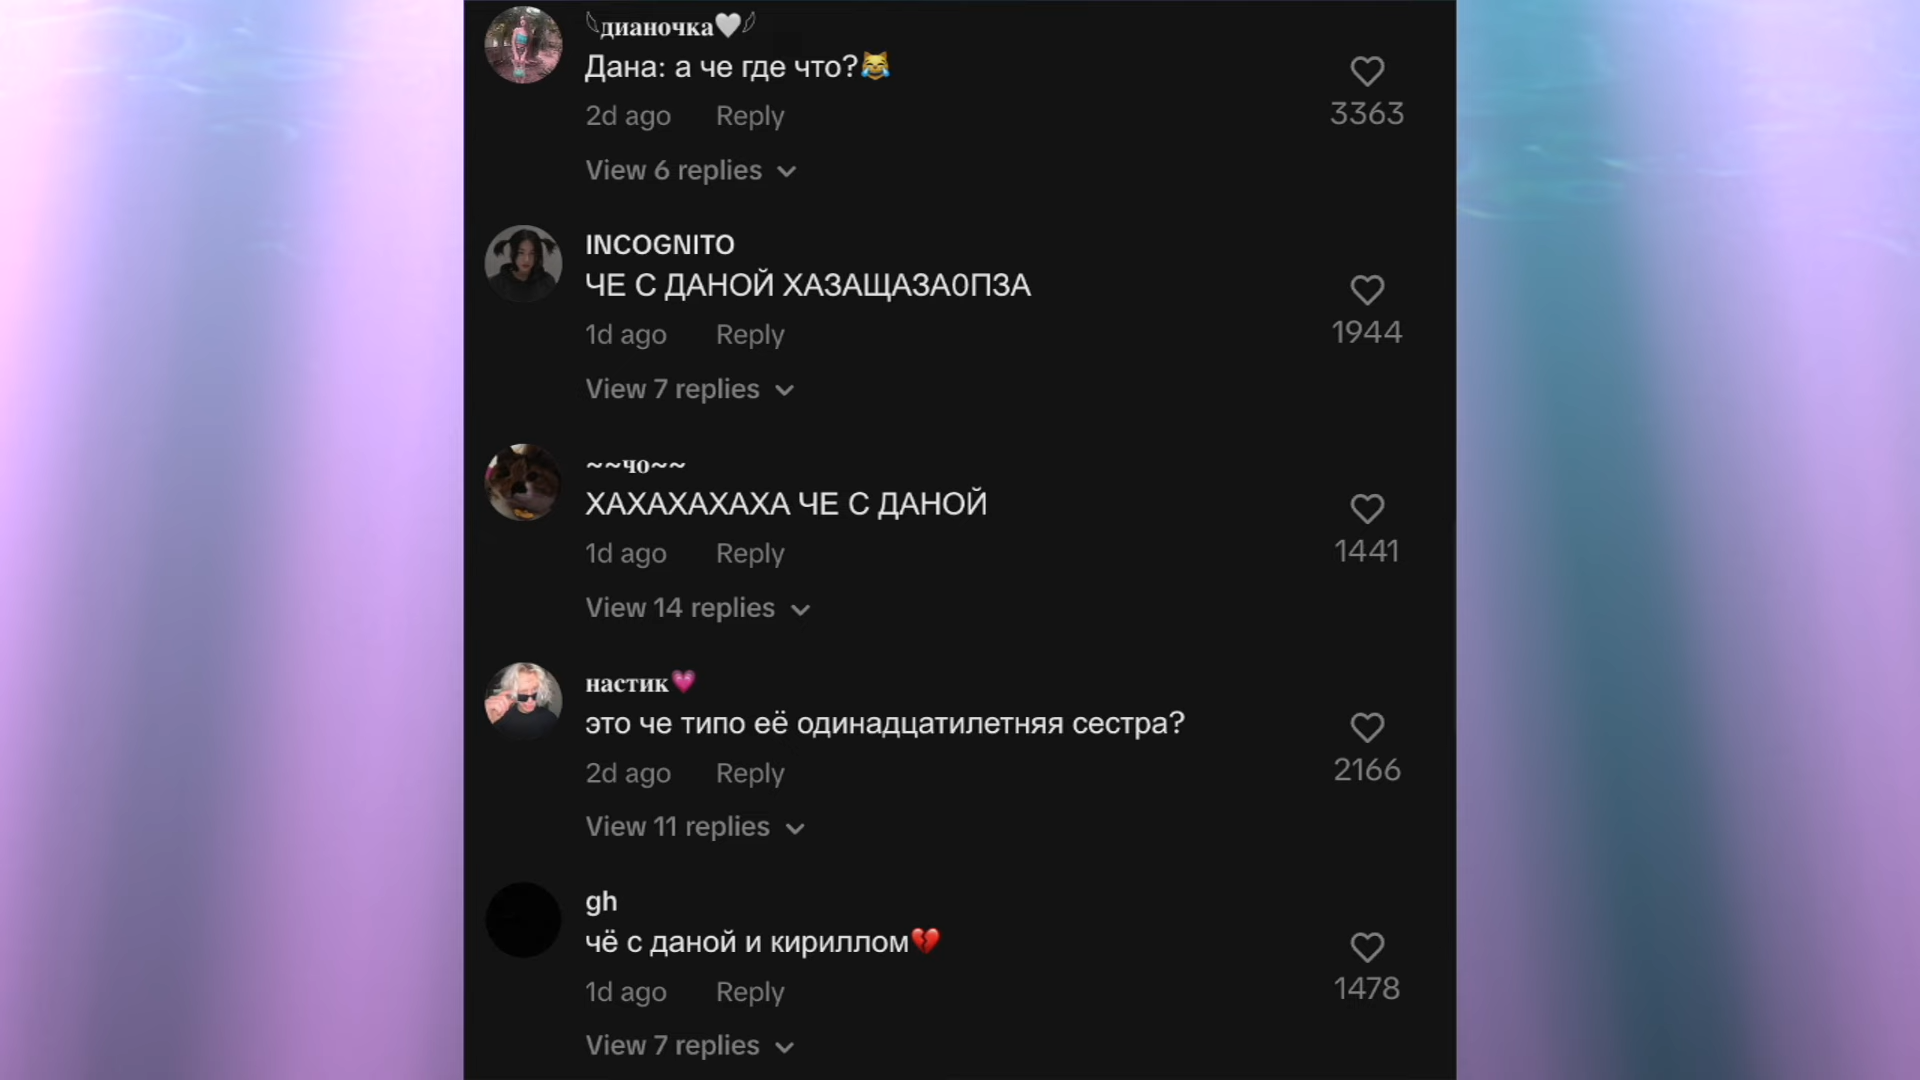 дианочка🤍
Дана: а че где что?😹
2d ago Reply
3363
View 6 replies
INCOGNITO
ЧЕ С ДАНОЙ ХАЗАЩАЗА0ПЗА
1d ago Reply
1944
View 7 replies
~~чо~~
ХАХАХАХАХА ЧЕ С ДАНОЙ
1d ago Reply
1441
View 14 replies
настик💗
это че типо её одинадцатилетняя сестра?
2d ago Reply
2166
View 11 replies
gh
чё с даной и кириллом💔
1d ago Reply
1478
View 7 replies